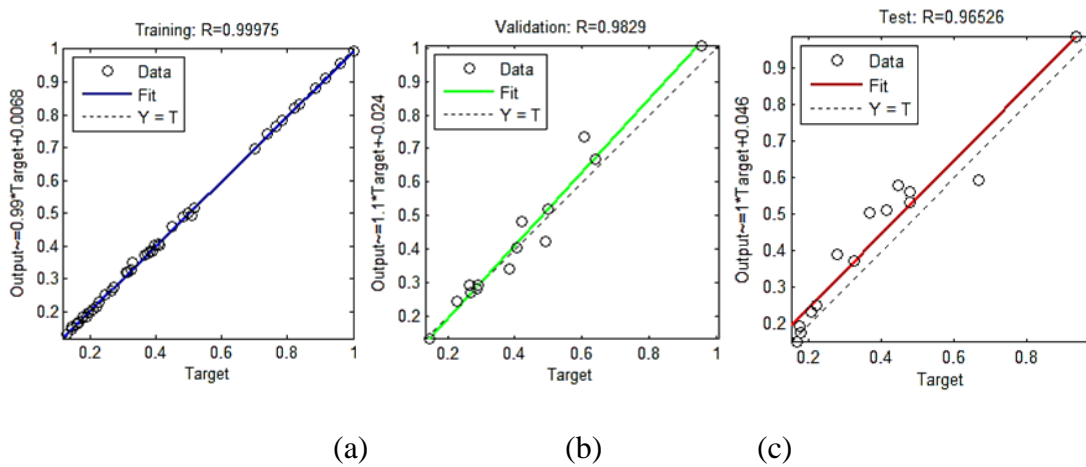 Training: R=0.99975
Output~=0.99*Target+0.0068
1
0.9
0.8
0.7
0.6
0.5
0.4
0.3
0.2
Data
Fit
Y = T
0.2
0.4
0.6
0.8
1
Target
Validation: R=0.9829
Output~=1.1*Target+-0.024
1
0.9
0.8
0.7
0.6
0.5
0.4
0.3
0.2
Data
Fit
Y = T
0.2
0.4
0.6
0.8
1
Target
Test: R=0.96526
Output~=1*Target+0.046
0.9
0.8
0.7
0.6
0.5
0.4
0.3
0.2
Data
Fit
Y = T
0.2
0.4
0.6
0.8
Target
(a)
(b)
(c)